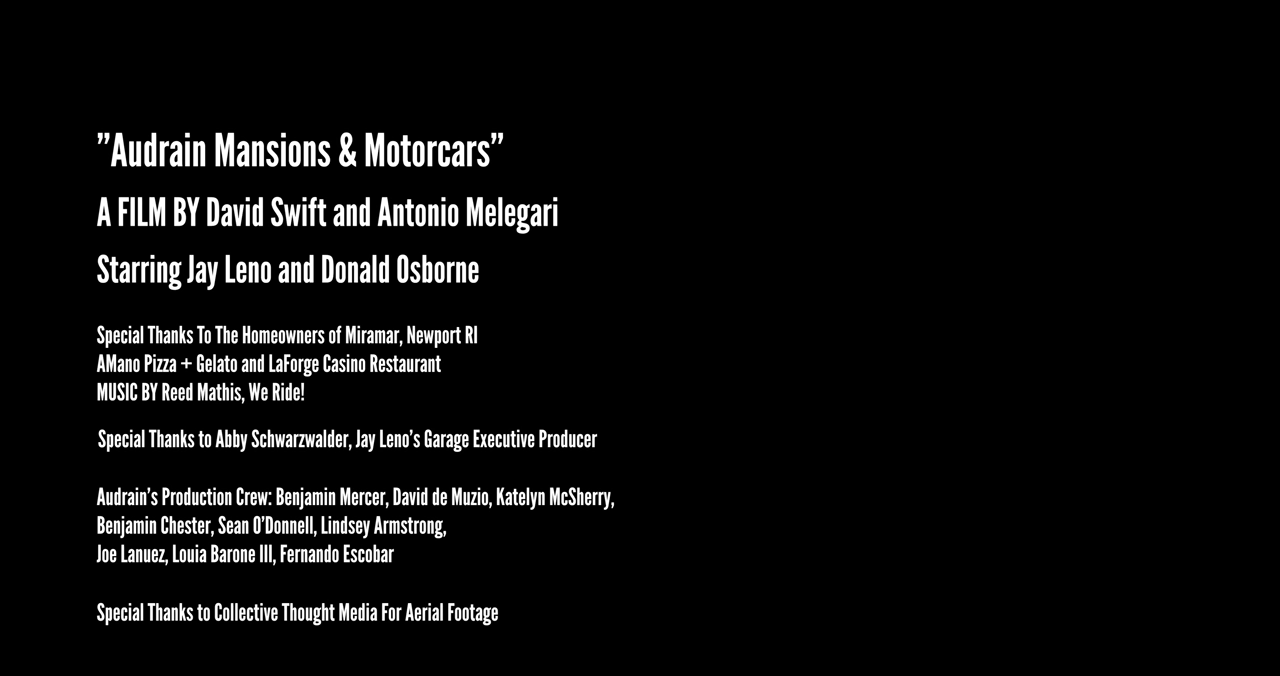 ”Audrain Mansions & Motorcars”
A FILM BY David Swift and Antonio Melegari
Starring Jay Leno and Donald Osborne
Special Thanks To The Homeowners of Miramar, Newport RI
AMano Pizza + Gelato and LaForge Casino Restaurant
MUSIC BY Reed Mathis, We Ride!
Special Thanks to Abby Schwarzwalder, Jay Leno’s Garage Executive Producer
Audrain’s Production Crew: Benjamin Mercer, David de Muzio, Katelyn McSherry,
Benjamin Chester, Sean O’Donnell, Lindsey Armstrong,
Joe Lanuez, Louia Barone III, Fernando Escobar
Special Thanks to Collective Thought Media For Aerial Footage